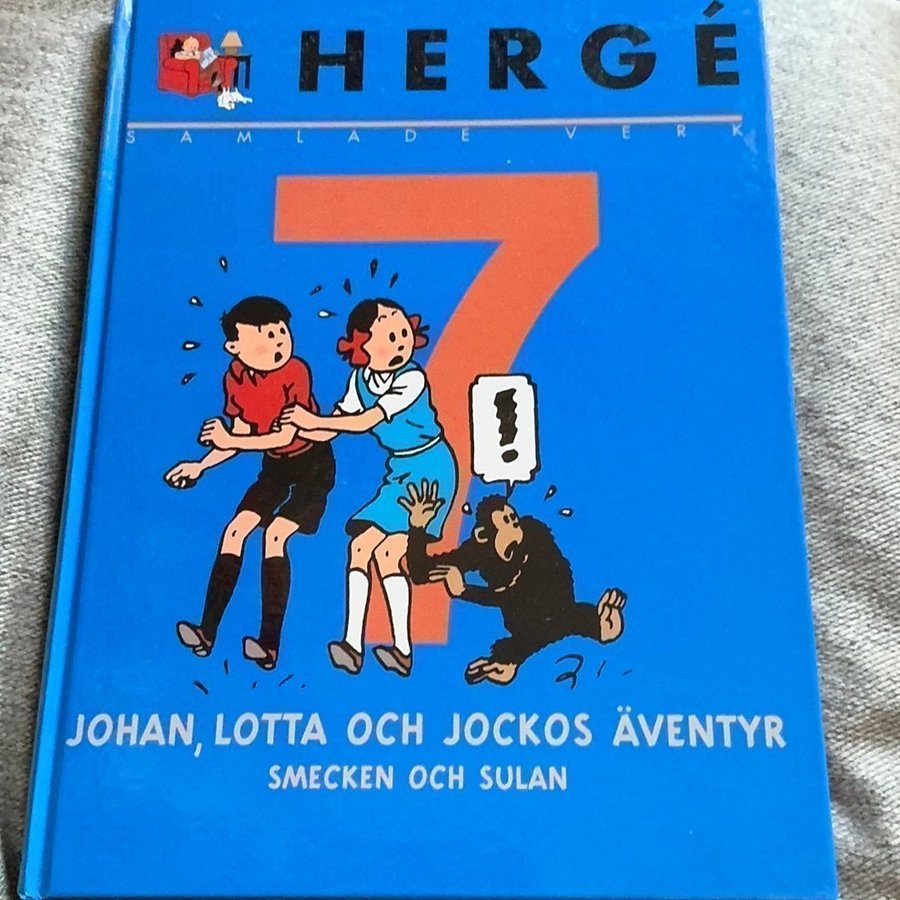 HERGÉ
SAMLADE VERK
7
!
JOHAN, LOTTA OCH JOCKOS ÄVENTYR
SMECKEN OCH SULAN